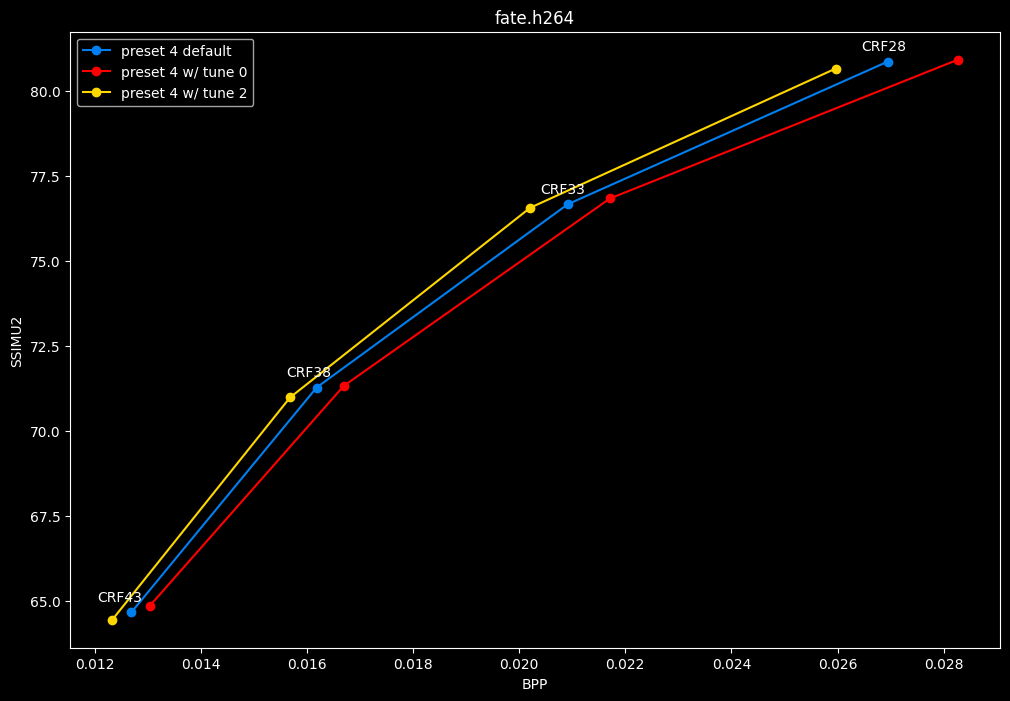 fate.h264
preset 4 default
preset 4 w/ tune 0
preset 4 w/ tune 2
CRF28
CRF33
CRF38
CRF43
SSIMU2
80.0
77.5
75.0
72.5
70.0
67.5
65.0
0.012 0.014 0.016 0.018 0.020 0.022 0.024 0.026 0.028
BPP